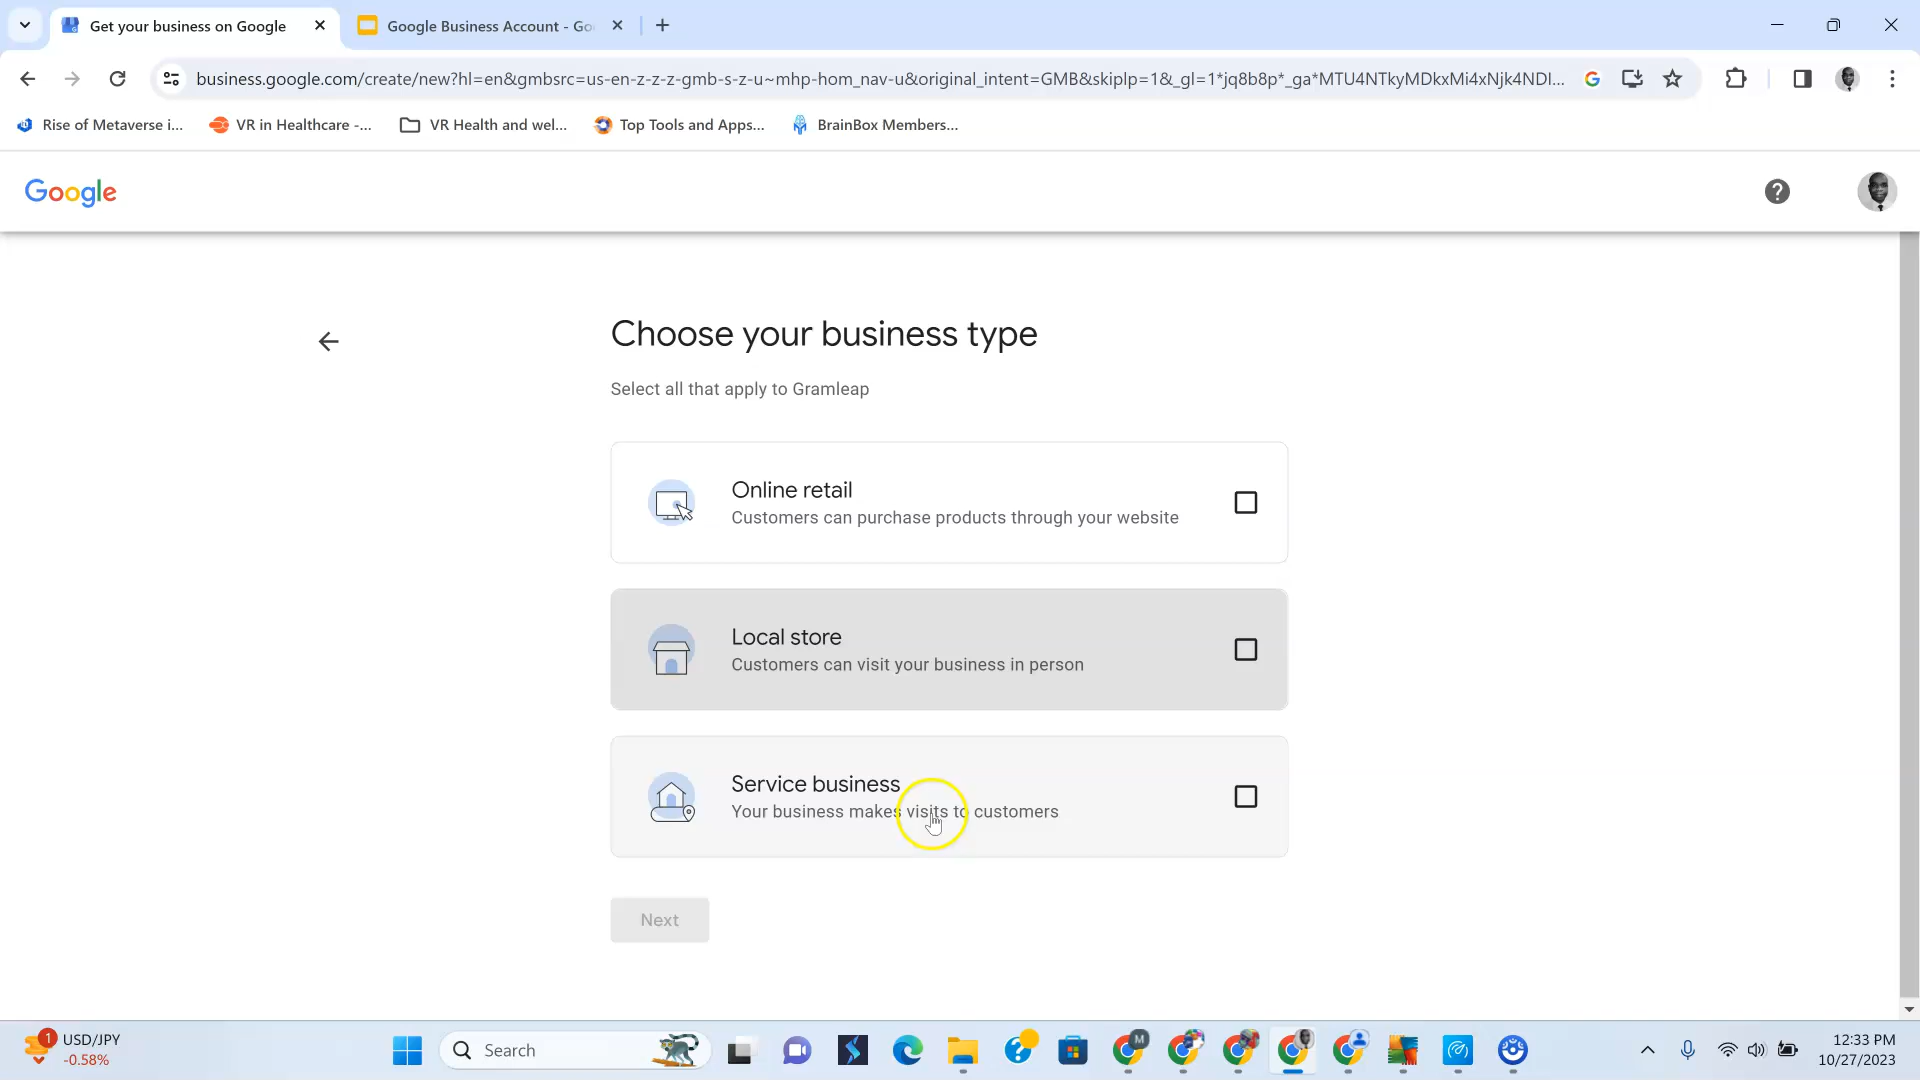 Get your business on Google
Google Business Account - Go
business.google.com/create/new?hl=en&gmbsrc=us-en-z-z-z-gmb-s-z-u~mhp-hom_nav-u&original_intent=GMB&skiplp=1&_gl=1*jq8b8p*_ga*MTU4NTkyMDkxMi4xNjk4NDI...
Rise of Metaverse i...
VR in Healthcare -...
VR Health and wel...
Top Tools and Apps...
BrainBox Members...
Google
Choose your business type
Select all that apply to Gramleap
Online retail
Customers can purchase products through your website
Local store
Customers can visit your business in person
Service business
Your business makes visits to customers
Next
1
USD/JPY
-0.58%
Search
M
12:33 PM
10/27/2023